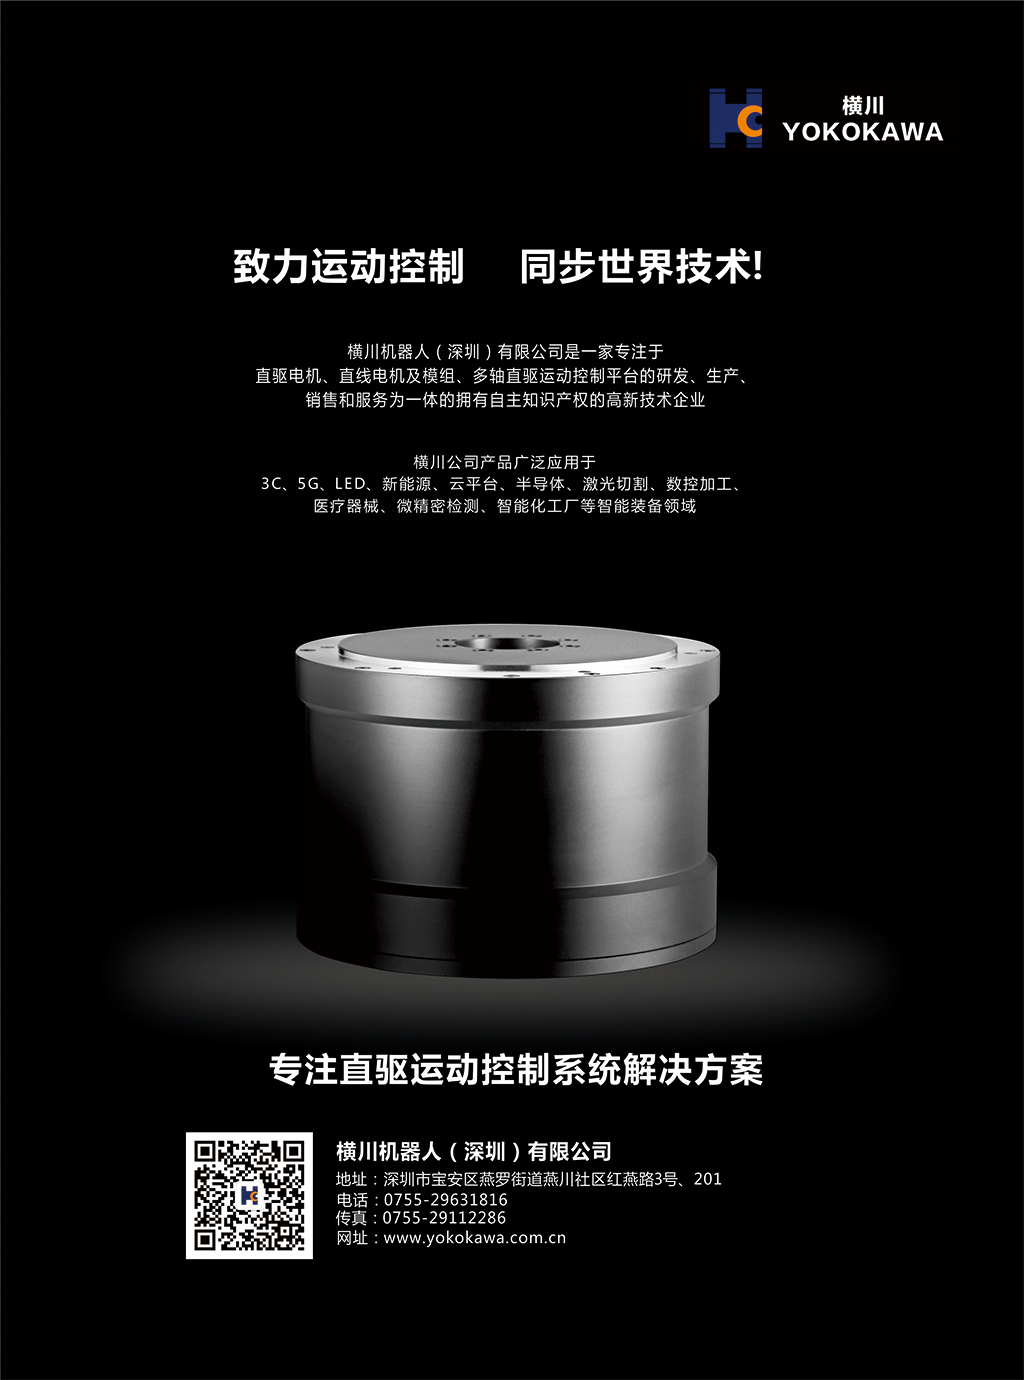 横川
YOKOKAWA
致力运动控制 同步世界技术!
横川机器人（深圳）有限公司是一家专注于
直驱电机、直线电机及模组、多轴直驱运动控制平台的研发、生产、
销售和服务为一体的拥有自主知识产权的高新技术企业
横川公司产品广泛应用于
3C、5G、LED、新能源、云平台、半导体、激光切割、数控加工、
医疗器械、微精密检测、智能化工厂等智能装备领域
专注直驱运动控制系统解决方案
横川机器人（深圳）有限公司
地址：深圳市宝安区燕罗街道燕川社区红燕路3号、201
电话：0755-29631816
传真：0755-29112286
网址：www.yokokawa.com.cn